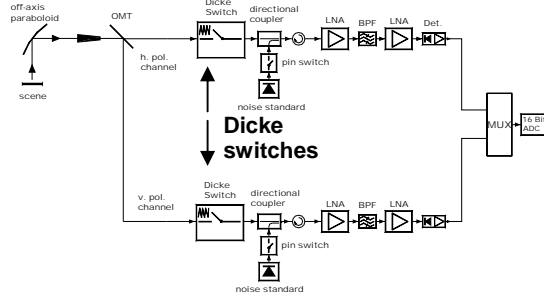 off-axis
paraboloid
OMT
scene
h. pol.
channel
Dicke
Switch
directional
coupler
LNA
BPF
LNA
Det.
pin switch
noise standard
Dicke
switches
MUX
16 Bit
ADC
v. pol.
channel
Dicke
Switch
directional
coupler
LNA
BPF
LNA
pin switch
noise standard